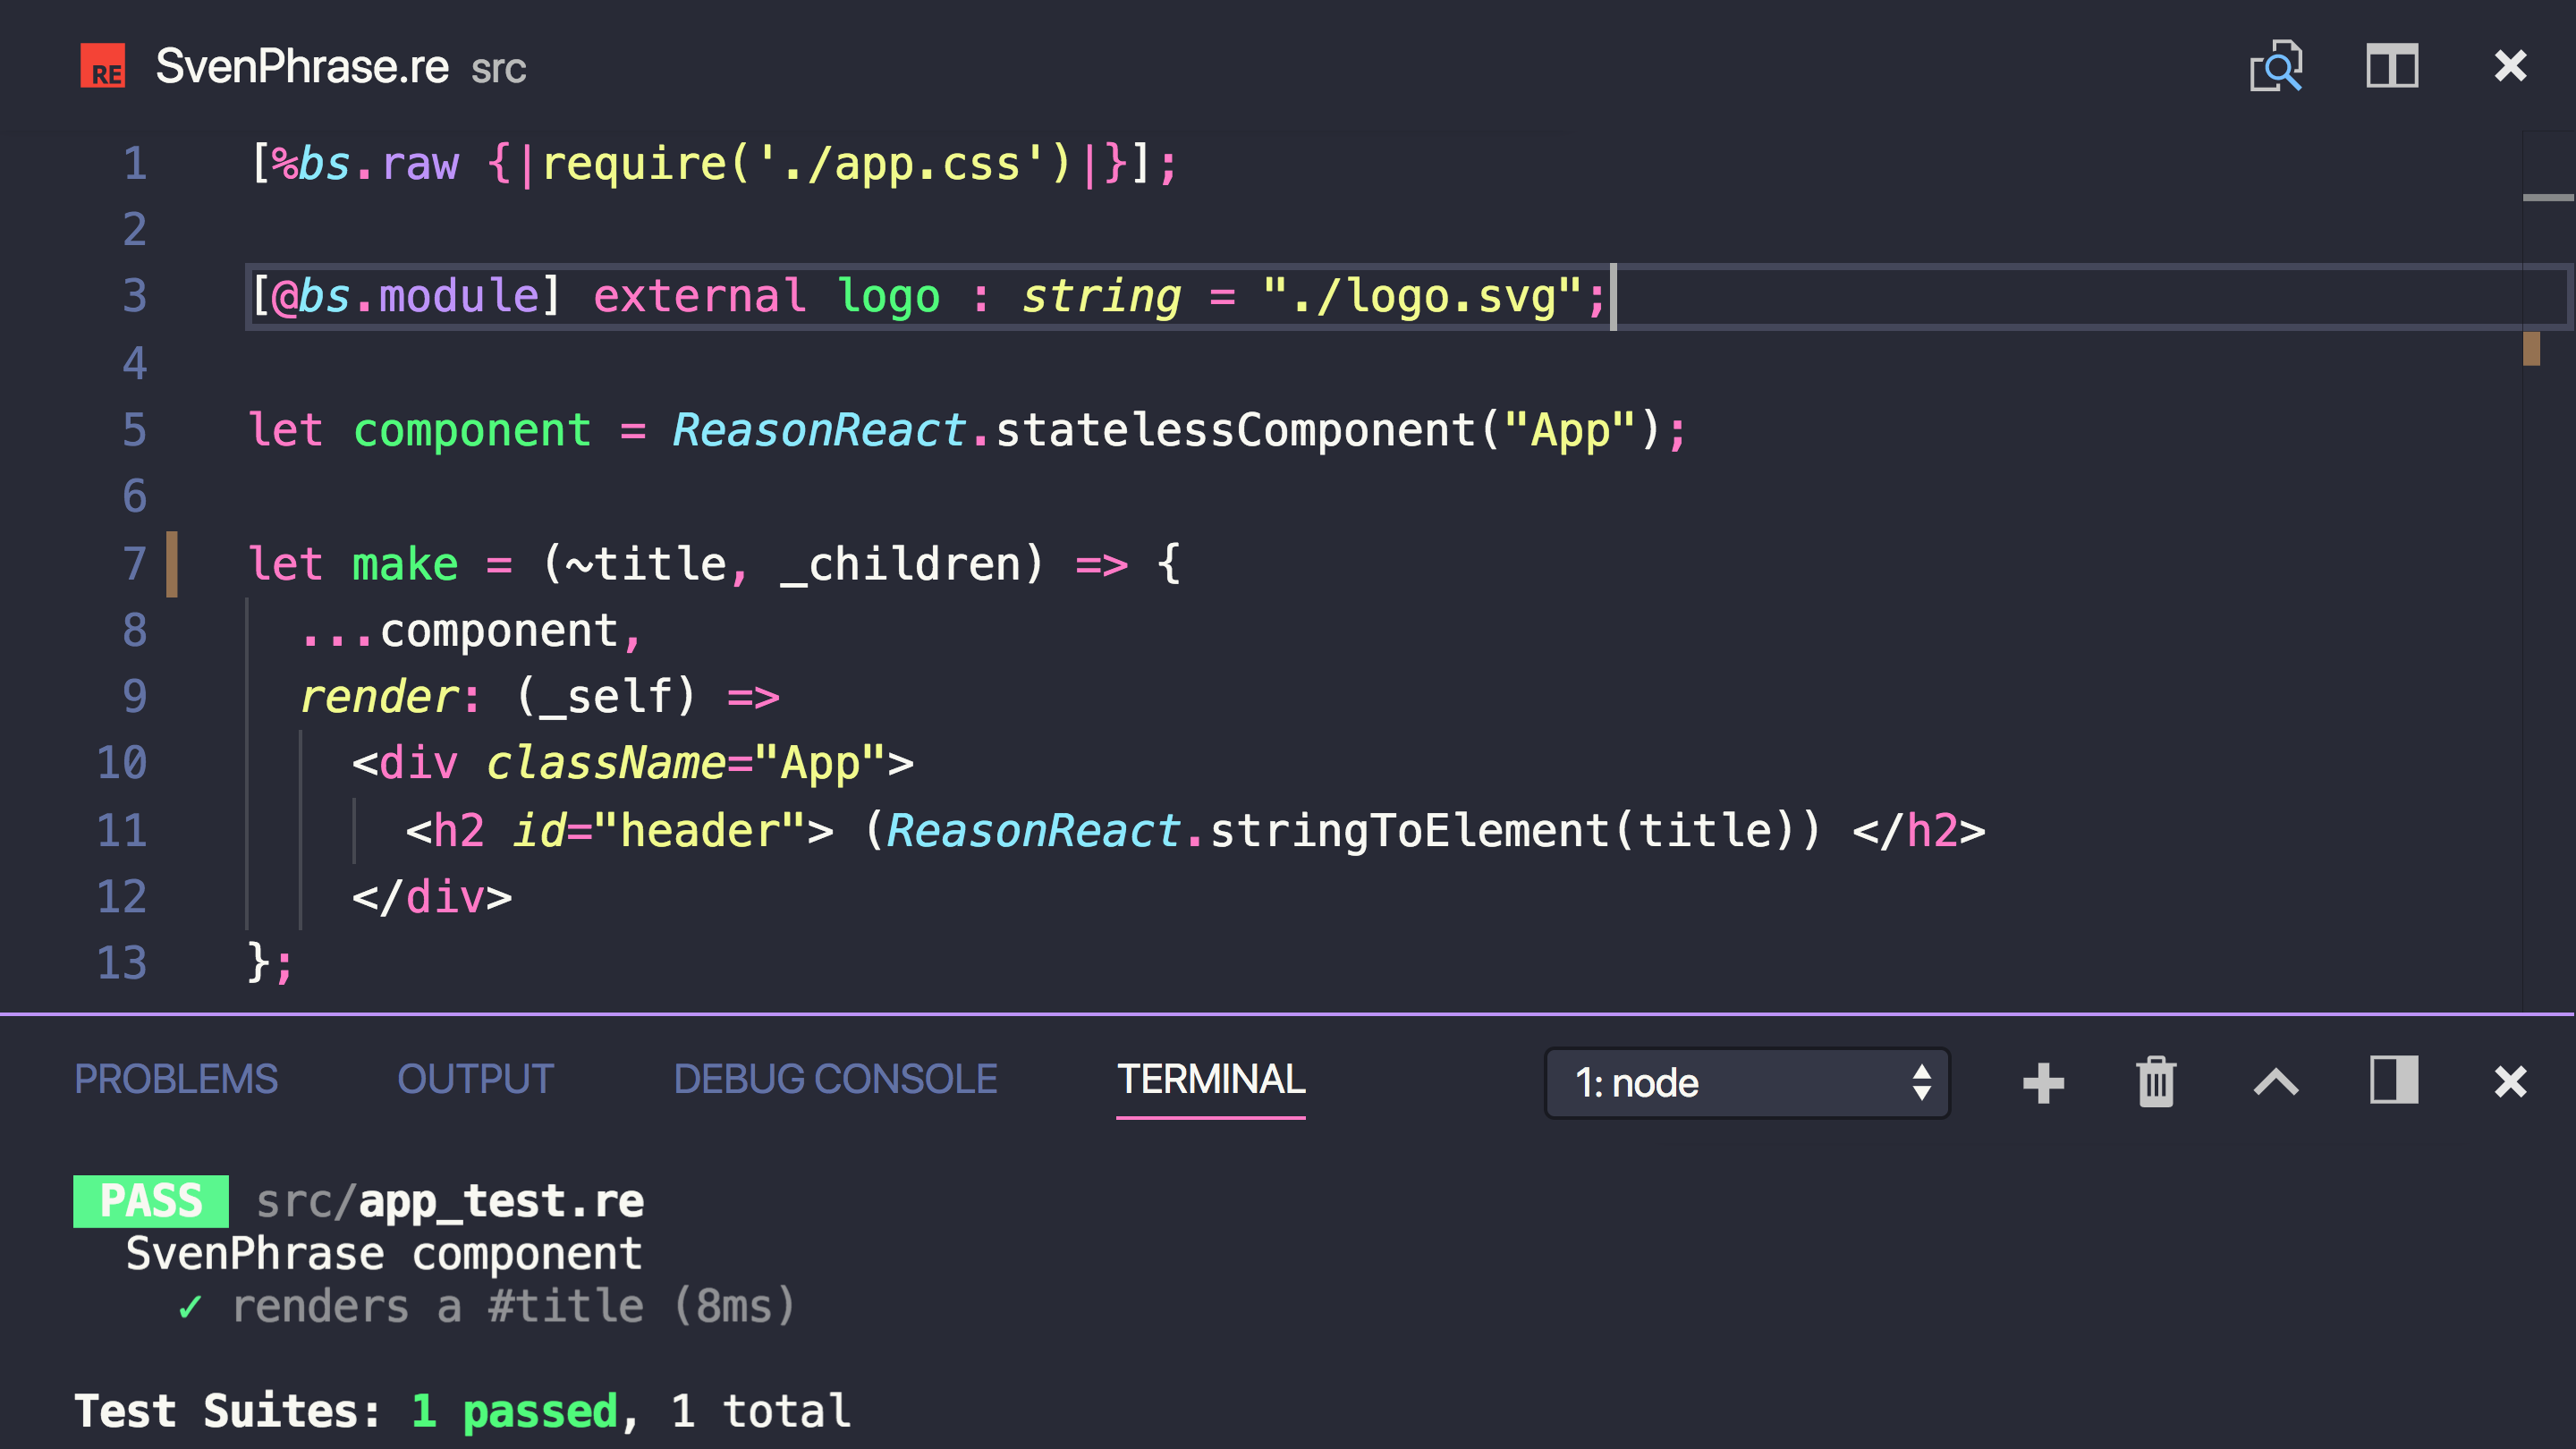 RE SvenPhrase.re src
1 [%bs.raw {|require('./app.css')|}];
2
3 [@bs.module] external logo : string = "./logo.svg";
4
5 let component = ReasonReact.statelessComponent("App");
6
7 let make = (~title, _children) => {
8   ...component,
9   render: (_self) =>
10     <div className="App">
11       <h2 id="header"> (ReasonReact.stringToElement(title)) </h2>
12     </div>
13 };
PROBLEMS OUTPUT DEBUG CONSOLE TERMINAL 1: node
PASS src/app_test.re
SvenPhrase component
✓ renders a #title (8ms)
Test Suites: 1 passed, 1 total